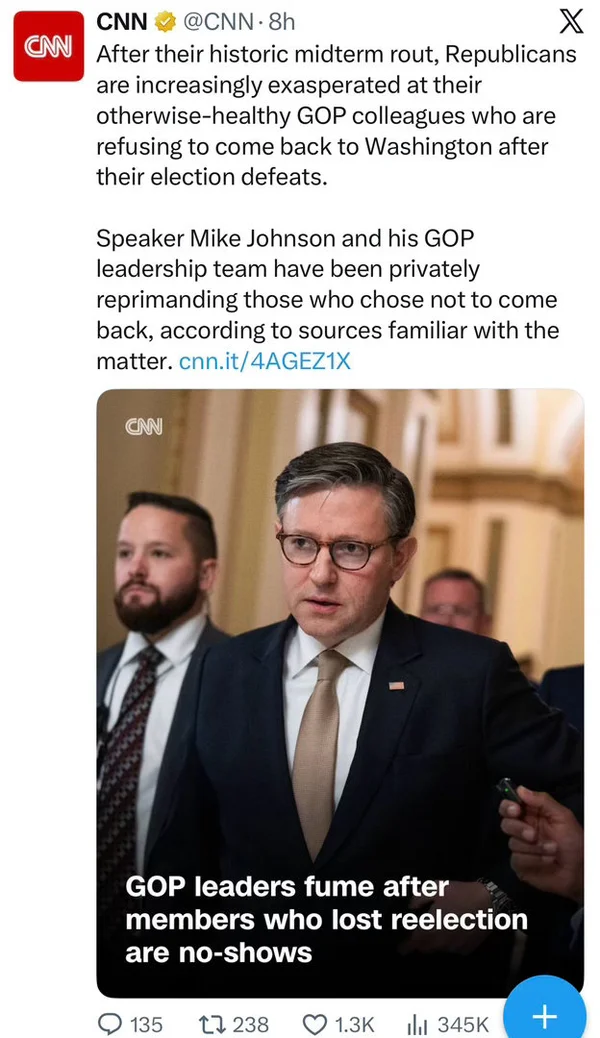 CNN
CNN @CNN · 8h
X
After their historic midterm rout, Republicans
are increasingly exasperated at their
otherwise-healthy GOP colleagues who are
refusing to come back to Washington after
their election defeats.
Speaker Mike Johnson and his GOP
leadership team have been privately
reprimanding those who chose not to come
back, according to sources familiar with the
matter. cnn.it/4AGEZ1X
CNN
GOP leaders fume after
members who lost reelection
are no-shows
135 238 1.3K 345K +